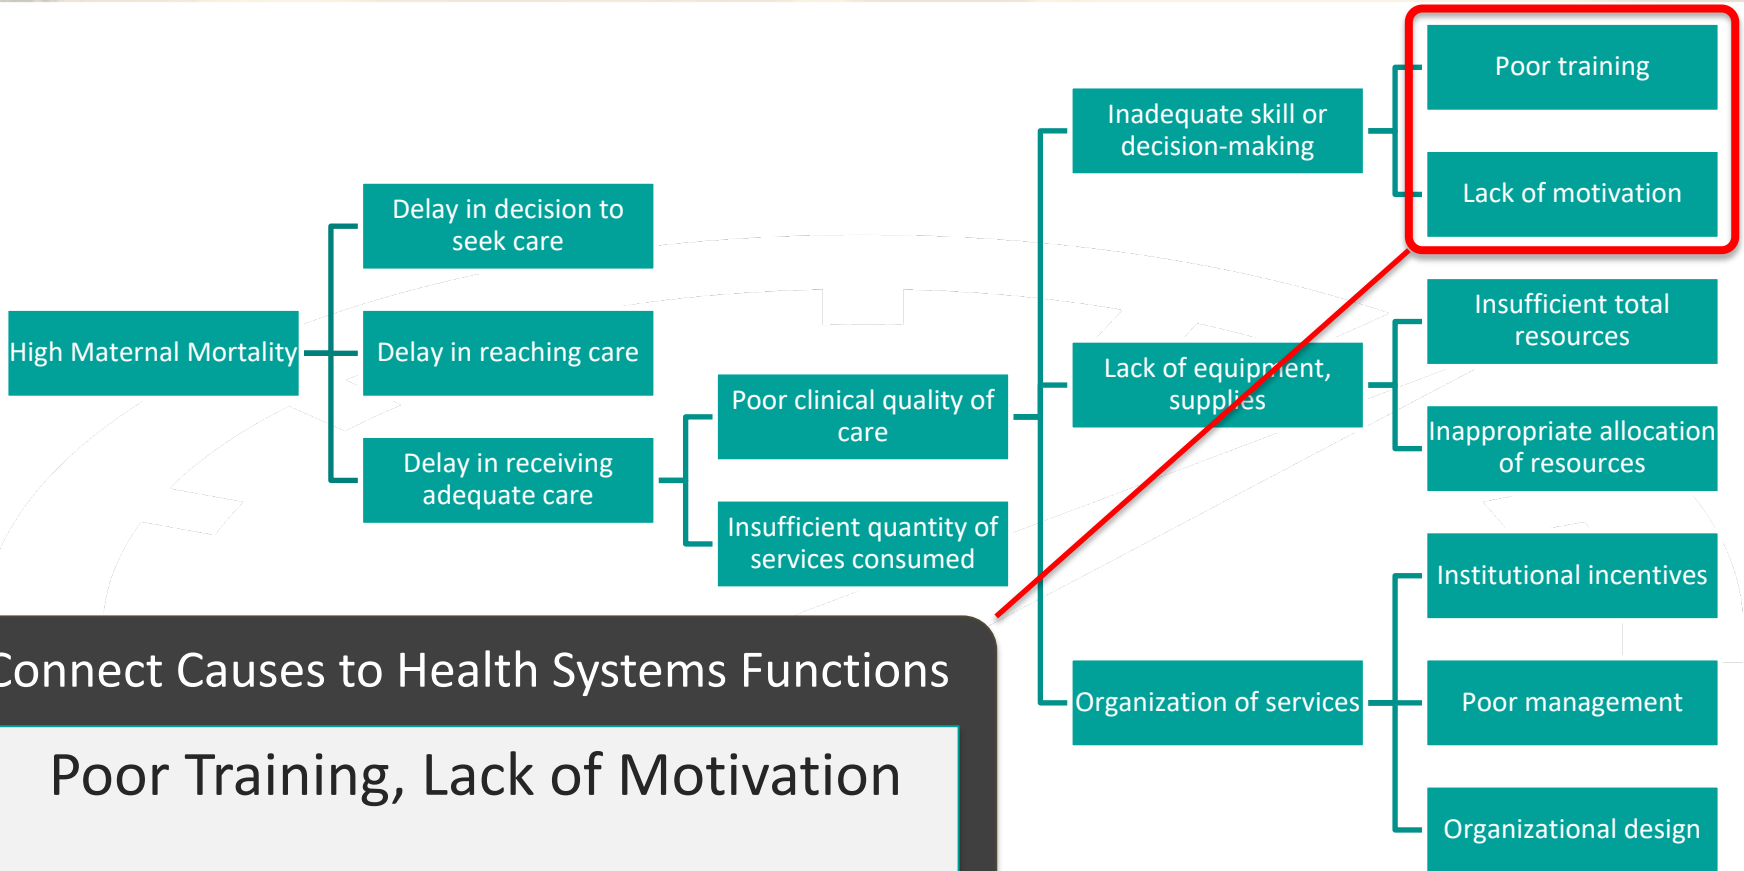 High Maternal Mortality
Delay in decision to
seek care
Delay in reaching care
Delay in receiving
adequate care
Poor clinical quality of
care
Insufficient quantity of
services consumed
Inadequate skill or
decision-making
Lack of equipment,
supplies
Organization of services
Poor training
Lack of motivation
Insufficient total
resources
Inappropriate allocation
of resources
Institutional incentives
Poor management
Organizational design
Connect Causes to Health Systems Functions
Poor Training, Lack of Motivation